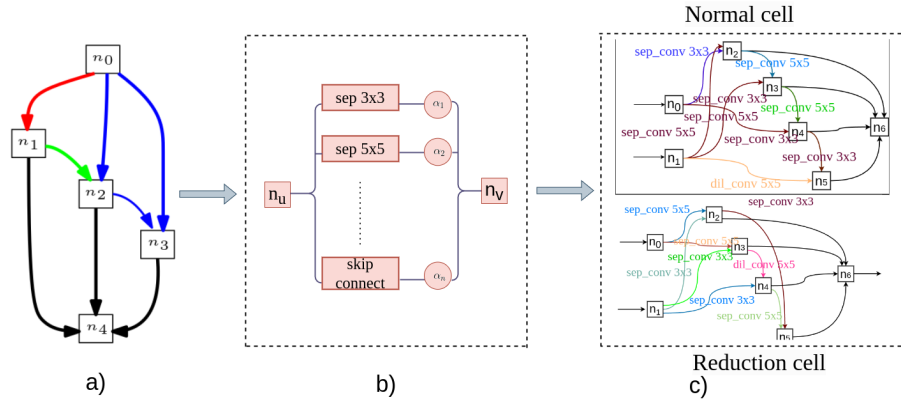 n0
n1
n2
n3
n4
a)
sep 3x3
α1
sep 5x5
α2
nu
nv
skip
connect
αn
b)
Normal cell
n2
sep_conv 3x3
sep_conv 5x5
n3
sep_conv 3x3
n0
sep_conv 5x5
sep_conv 5x5
n4
n6
sep_conv 5x5
sep_conv 3x3
n1
sep_conv 3x3
dil_conv 5x5
n5
sep_conv 3x3
sep_conv 5x5
n2
n0
n3
sep_conv 3x3
dil_conv 5x5
sep_conv 3x3
n6
n4
n1
sep_conv 3x3
sep_conv 5x5
n5
Reduction cell
c)